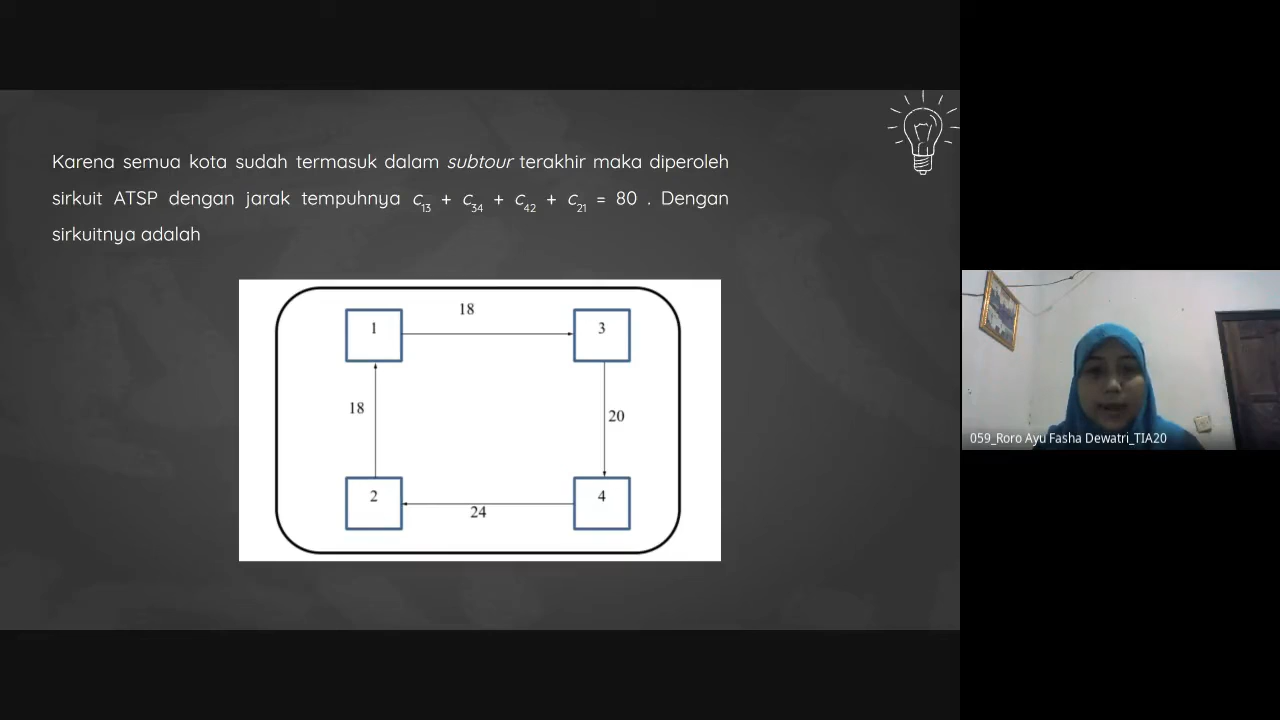 Karena semua kota sudah termasuk dalam subtour terakhir maka diperoleh
sirkuit ATSP dengan jarak tempuhnya c13 + c34 + c42 + c21 = 80 . Dengan
sirkuitnya adalah
18
1
3
18
20
2
4
24
059_Roro Ayu Fasha Dewatri_TIA20